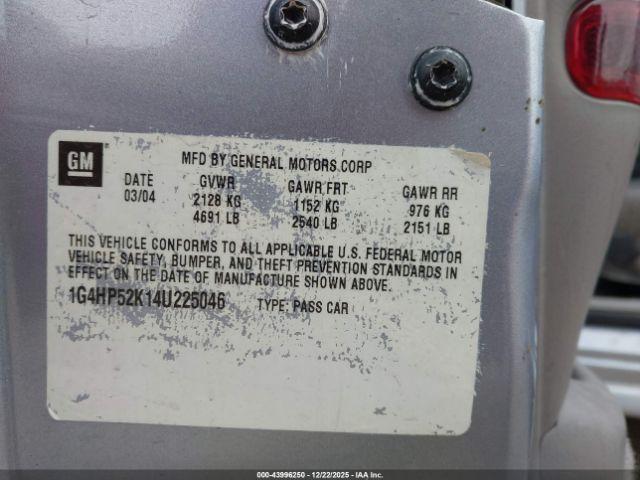 GM
MFD BY GENERAL MOTORS CORP
DATE GVWR GAWR FRT GAWR RR
03/04 2128 KG 1152 KG 976 KG
4691 LB 2540 LB 2151 LB
THIS VEHICLE CONFORMS TO ALL APPLICABLE U.S. FEDERAL MOTOR
VEHICLE SAFETY, BUMPER, AND THEFT PREVENTION STANDARDS IN
EFFECT ON THE DATE OF MANUFACTURE SHOWN ABOVE.
1G4HP52K14U225046 TYPE: PASS CAR
000-43996250 - 12/22/2025 - IAA Inc.